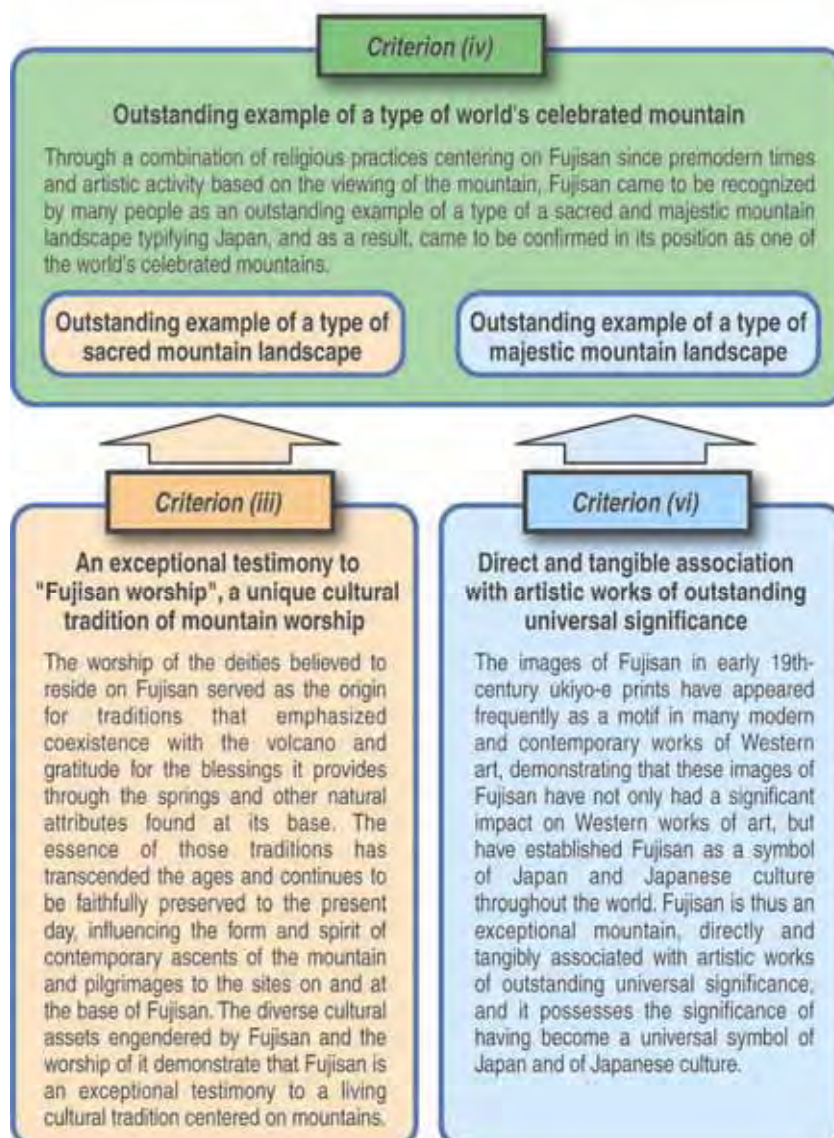 Criterion (iv)
Outstanding example of a type of world's celebrated mountain
Through a combination of religious practices centering on Fujisan since premodern times
and artistic activity based on the viewing of the mountain, Fujisan came to be recognized
by many people as an outstanding example of a type of a sacred and majestic mountain
landscape typifying Japan, and as a result, came to be confirmed in its position as one of
the world's celebrated mountains.
Outstanding example of a type of
sacred mountain landscape
Outstanding example of a type of
majestic mountain landscape
Criterion (iii)
An exceptional testimony to
"Fujisan worship", a unique cultural
tradition of mountain worship
The worship of the deities believed to
reside on Fujisan served as the origin
for traditions that emphasized
coexistence with the volcano and
gratitude for the blessings it provides
through the springs and other natural
attributes found at its base. The
essence of those traditions has
transcended the ages and continues to
be faithfully preserved to the present
day, influencing the form and spirit of
contemporary ascents of the mountain
and pilgrimages to the sites on and at
the base of Fujisan. The diverse cultural
assets engendered by Fujisan and the
worship of it demonstrate that Fujisan is
an exceptional testimony to a living
cultural tradition centered on mountains.
Criterion (vi)
Direct and tangible association
with artistic works of outstanding
universal significance
The images of Fujisan in early 19th-
century ukiyo-e prints have appeared
frequently as a motif in many modern
and contemporary works of Western
art, demonstrating that these images of
Fujisan have not only had a significant
impact on Western works of art, but
have established Fujisan as a symbol
of Japan and Japanese culture
throughout the world. Fujisan is thus an
exceptional mountain, directly and
tangibly associated with artistic works
of outstanding universal significance,
and it possesses the significance of
having become a universal symbol of
Japan and of Japanese culture.